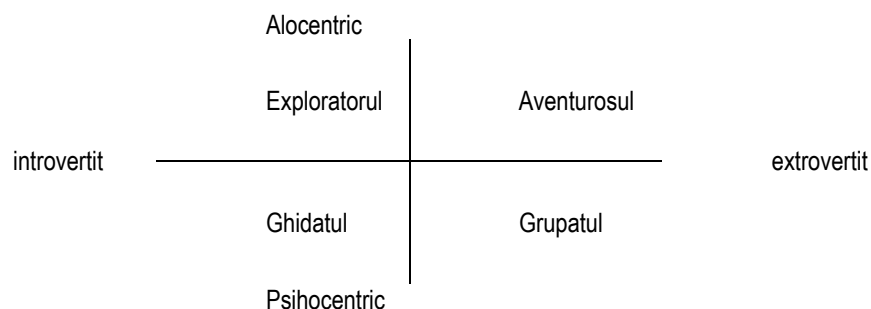 Alocentric
Exploratorul Aventurosul
introvertit extrovertit
Ghidatul Grupatul
Psihocentric